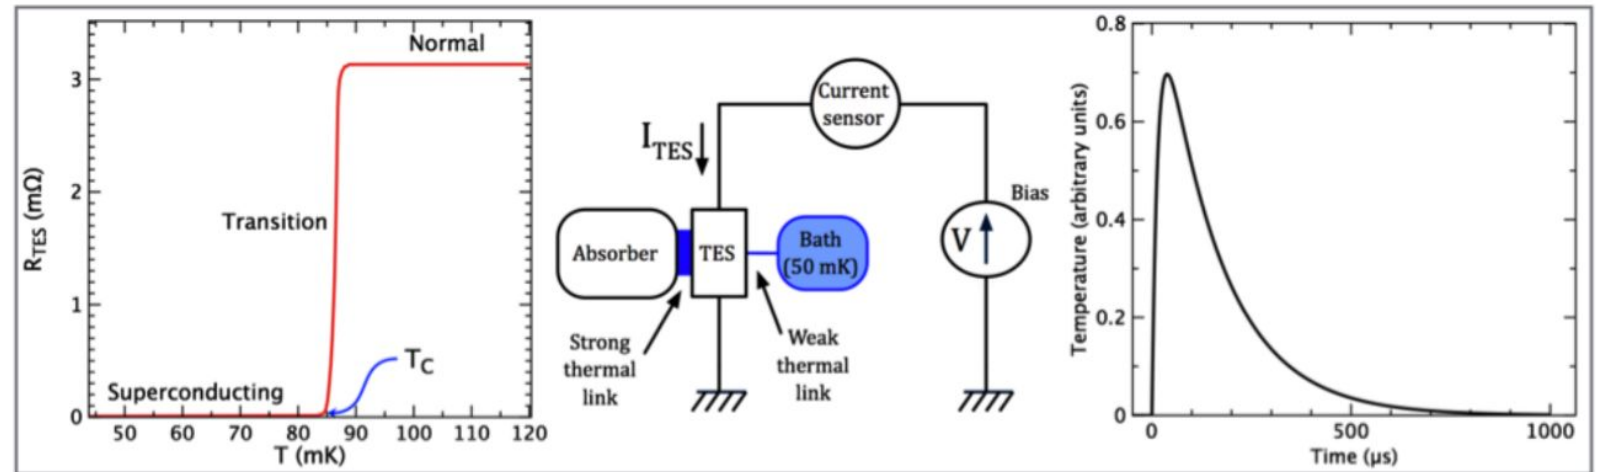 R_TES (mΩ)
3
2
1
0
Normal
Transition
Superconducting
T_C
50 60 70 80 90 100 110 120
T (mK)
Current
sensor
I_TES
Bias
V
Absorber
TES
Bath
(50 mK)
Strong
thermal
link
Weak
thermal
link
Temperature (arbitrary units)
0.8
0.6
0.4
0.2
0
0 500 1000
Time (μs)